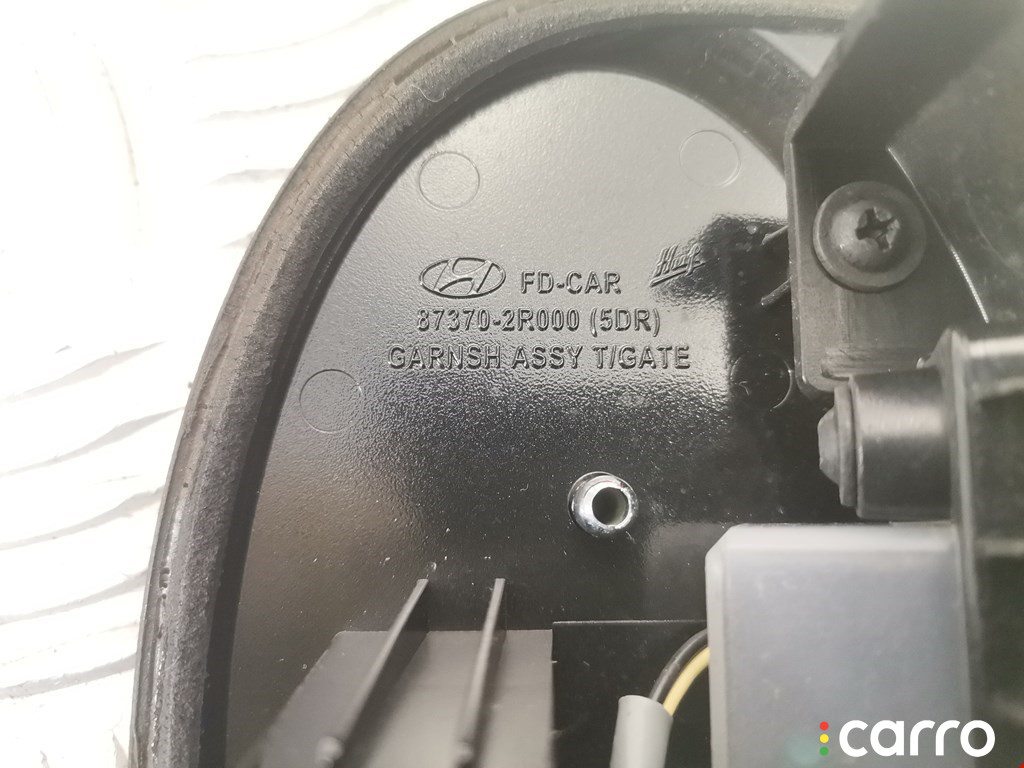 FD-CAR
87370-2R000 (5DR)
GARNSH ASSY T/GATE
carro